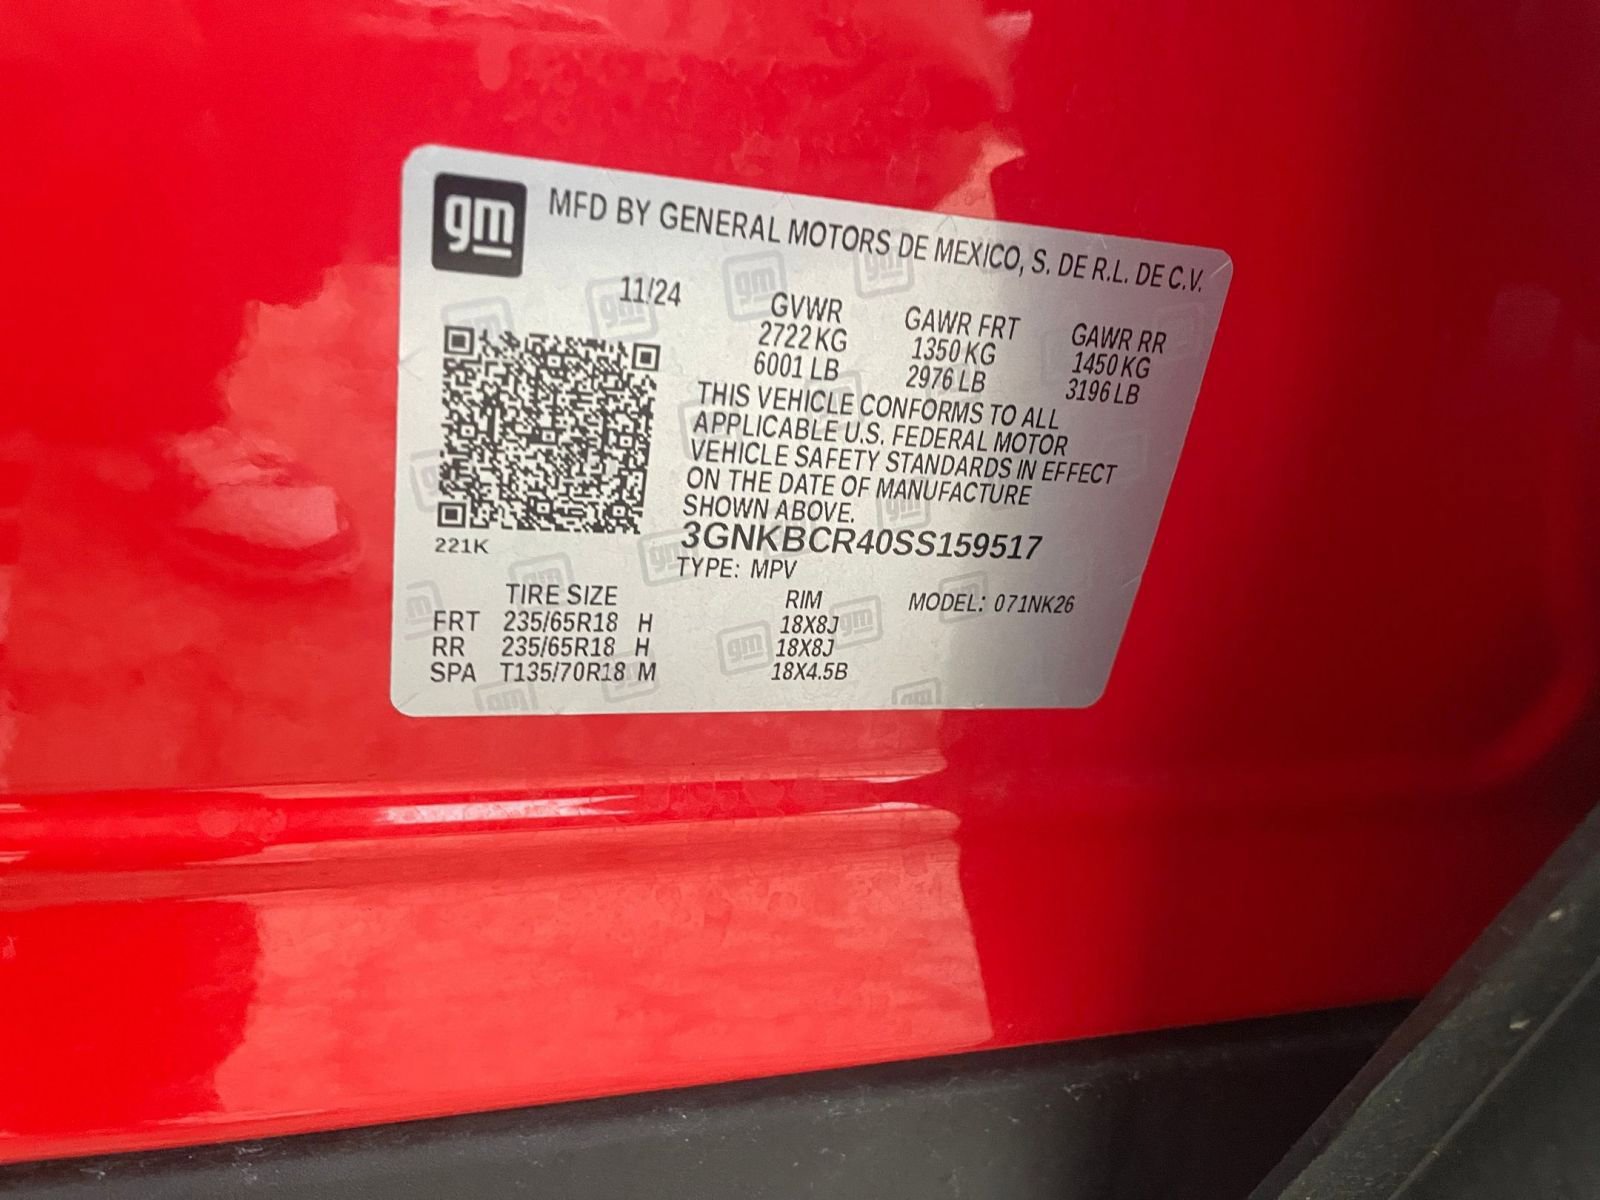 gm MFD BY GENERAL MOTORS DE MEXICO, S. DE R.L. DE C.V.
11/24
GVWR GAWR FRT GAWR RR
2722 KG 1350 KG 1450 KG
6001 LB 2976 LB 3196 LB
THIS VEHICLE CONFORMS TO ALL
APPLICABLE U.S. FEDERAL MOTOR
VEHICLE SAFETY STANDARDS IN EFFECT
ON THE DATE OF MANUFACTURE
SHOWN ABOVE.
221K
3GNKBCR40SS159517
TYPE: MPV
TIRE SIZE RIM MODEL: 071NK26
FRT 235/65R18 H 18X8J
RR 235/65R18 H 18X8J
SPA T135/70R18 M 18X4.5B